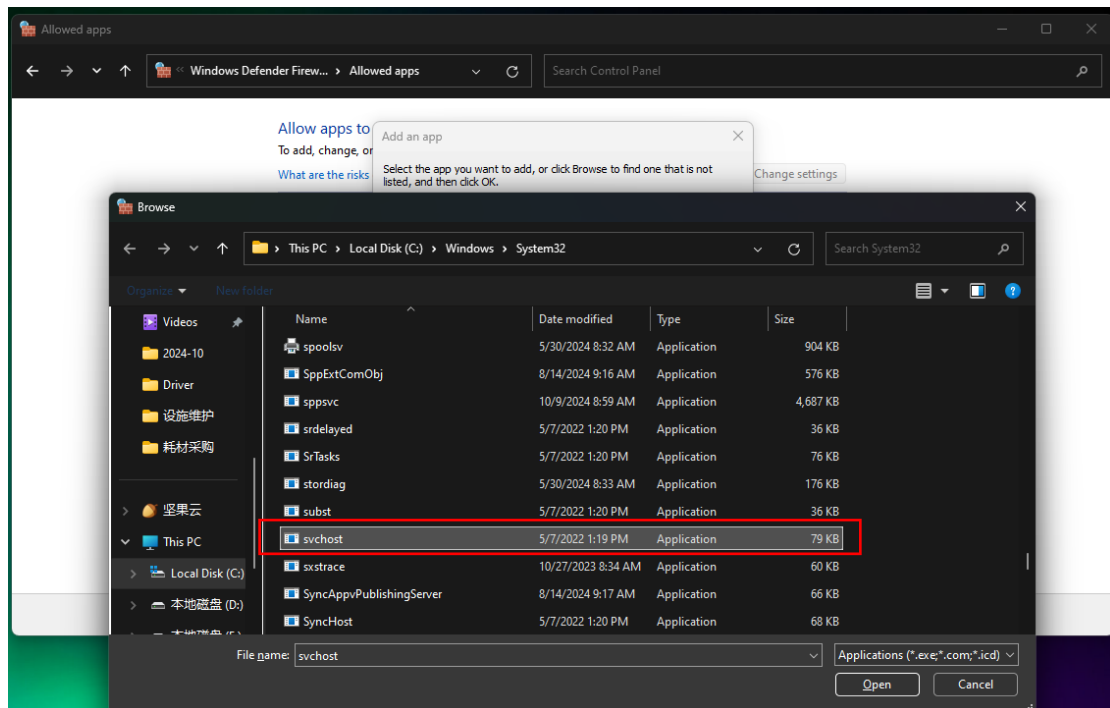 Allowed apps
Windows Defender Firew... › Allowed apps
Search Control Panel
Allow apps to
To add, change, or
What are the risks
Change settings
Add an app
Select the app you want to add, or click Browse to find one that is not
listed, and then click OK.
Browse
This PC › Local Disk (C:) › Windows › System32
Search System32
Organize
New folder
Videos
2024-10
Driver
设施维护
耗材采购
坚果云
This PC
Local Disk (C:)
本地磁盘 (D:)
Name Date modified Type Size
spoolsv 5/30/2024 8:32 AM Application 904 KB
SppExtComObj 8/14/2024 9:16 AM Application 576 KB
sppsvc 10/9/2024 8:59 AM Application 4,687 KB
srdelayed 5/7/2022 1:20 PM Application 36 KB
SrTasks 5/7/2022 1:20 PM Application 76 KB
stordiag 5/30/2024 8:33 AM Application 176 KB
subst 5/7/2022 1:20 PM Application 36 KB
svchost 5/7/2022 1:19 PM Application 79 KB
sxstrace 10/27/2023 8:34 AM Application 60 KB
SyncAppvPublishingServer 8/14/2024 9:17 AM Application 66 KB
SyncHost 5/7/2022 1:20 PM Application 68 KB
File name: svchost
Applications (*.exe;*.com;*.icd)
Open
Cancel